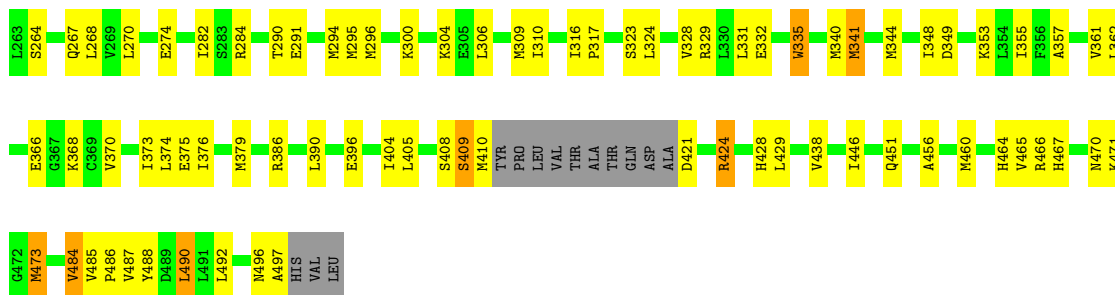 L263 S264 Q267 L268 V269 L270 E274 I282 S283 R284 T290 E291 M294 M295 M296 K300 K304 E305 L306 M309 I310 I316 P317 S323 L324 V328 R329 L330 L331 E332 W335 M340 M341 M344 I348 D349 K353 L354 I355 F356 A357 V361
E366 G367 K368 C369 V370 I373 L374 E375 I376 M379 R386 L390 E396 I404 L405 S408 S409 M410 TYR PRO LEU VAL THR ALA THR GLN ASP ALA D421 R424 H428 L429 V438 I446 Q451 A456 M460 H464 V465 R466 H467 N470 K471
G472 M473 V484 V485 P486 V487 Y488 D489 L490 L491 L492 N496 A497 HIS VAL LEU